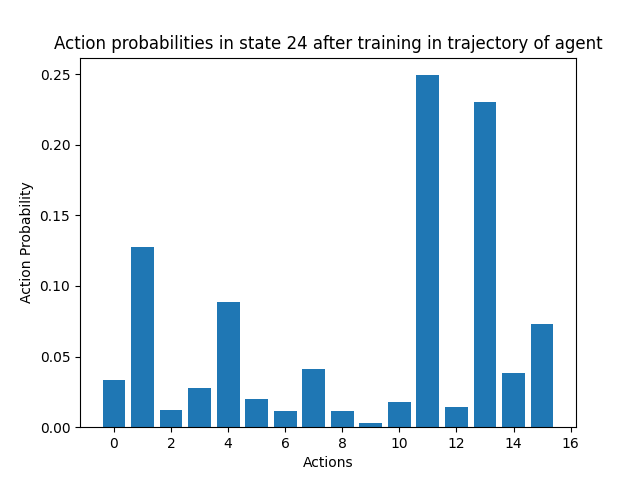 Action probabilities in state 24 after training in trajectory of agent
0.25
0.20
0.15
0.10
0.05
0.00
Action Probability
0 2 4 6 8 10 12 14 16
Actions